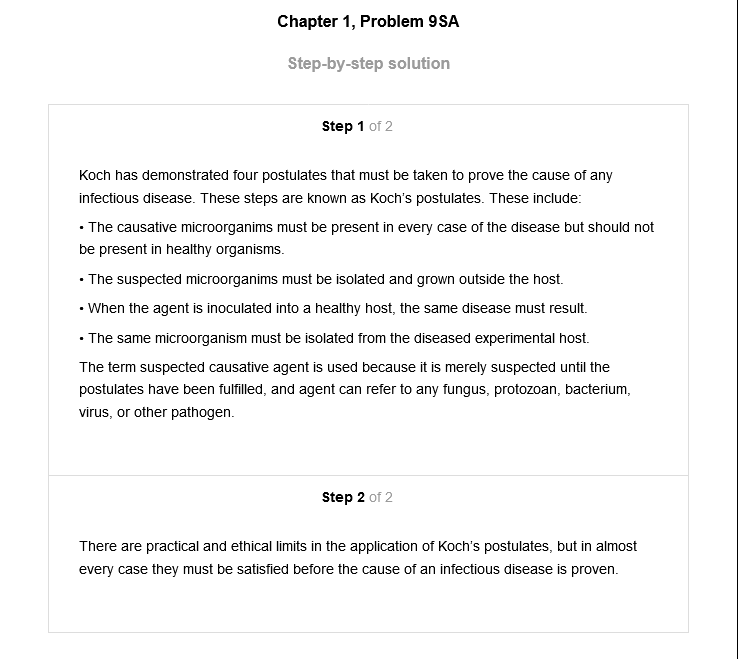 Chapter 1, Problem 9SA
Step-by-step solution
Step 1 of 2
Koch has demonstrated four postulates that must be taken to prove the cause of any
infectious disease. These steps are known as Koch's postulates. These include:
• The causative microorganims must be present in every case of the disease but should not
be present in healthy organisms.
• The suspected microorganims must be isolated and grown outside the host.
• When the agent is inoculated into a healthy host, the same disease must result.
• The same microorganism must be isolated from the diseased experimental host.
The term suspected causative agent is used because it is merely suspected until the
postulates have been fulfilled, and agent can refer to any fungus, protozoan, bacterium,
virus, or other pathogen.
Step 2 of 2
There are practical and ethical limits in the application of Koch's postulates, but in almost
every case they must be satisfied before the cause of an infectious disease is proven.